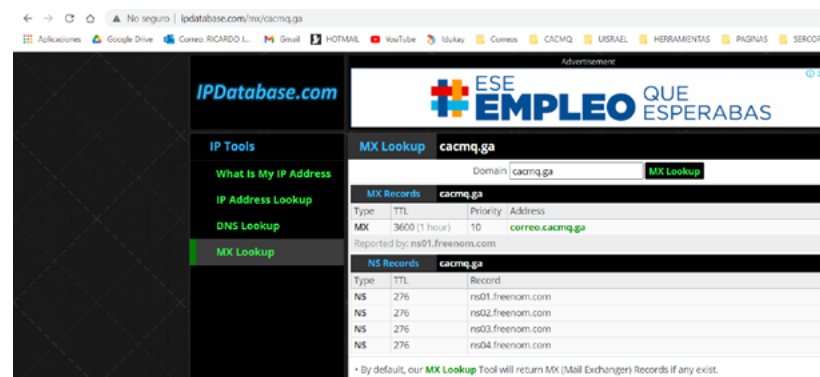 No seguro | ipdatabase.com/mx/cacmq.ga
Aplicaciones Google Drive Correo: RICARDO J... Gmail HOTMAIL YouTube Idukay Correos CACMQ UISRAEL HERRAMIENTAS PAGINAS SERCOP
Advertisement
IPDatabase.com
ESE
EMPLEO
QUE
ESPERABAS
IP Tools
What Is My IP Address
IP Address Lookup
DNS Lookup
MX Lookup
MX Lookup cacmq.ga
Domain cacmq.ga MX Lookup
MX Records cacmq.ga
Type TTL Priority Address
MX 3600 (1 hour) 10 correo.cacmq.ga
Reported by: ns01.freenom.com
NS Records cacmq.ga
Type TTL Record
NS 276 ns01.freenom.com
NS 276 ns02.freenom.com
NS 276 ns03.freenom.com
NS 276 ns04.freenom.com
• By default, our MX Lookup Tool will return MX (Mail Exchanger) Records if any exist.